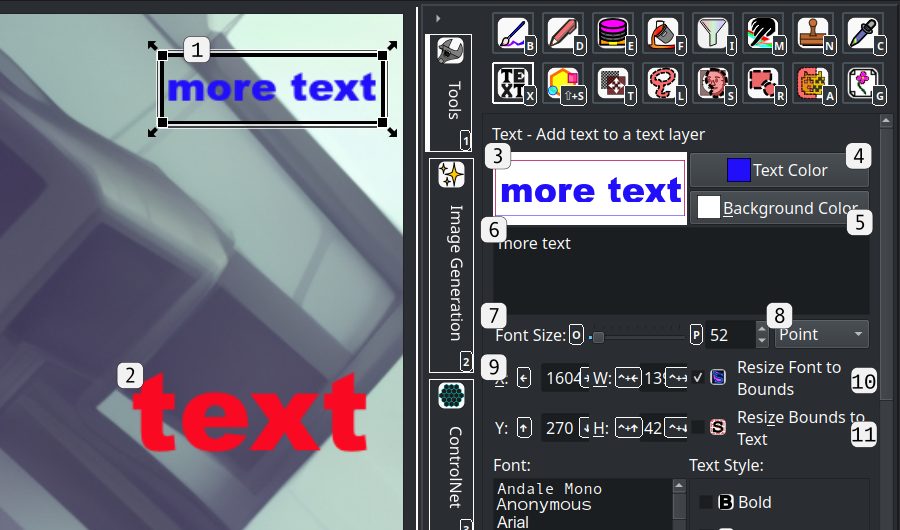 1
more text
2
text
Tools
1
Image Generation
2
ControlNet
3
B
D
E
F
I
M
N
C
TEXT
X
⇧+S
T
L
S
R
A
G
Text - Add text to a text layer
3
more text
4
Text Color
Background Color
5
6
more text
7
Font Size:
O
P
52
8
Point
9
X:
←
1604
W:
^+←
139
^+→
✓
Resize Font to
Bounds
10
Y:
↑
270
↓
H:
^+↑
42
^+↓
S
Resize Bounds to
Text
11
Font:
Text Style:
Andale Mono
Anonymous
Arial
B
Bold